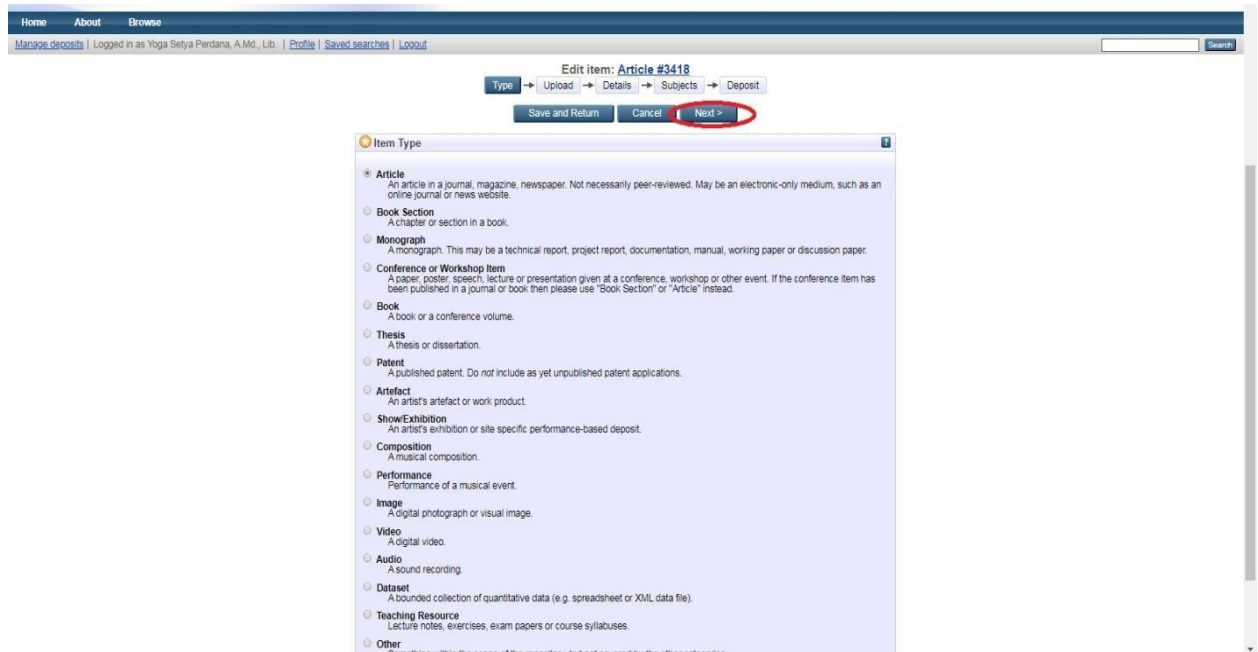 Home About Browse
Manage deposits | Logged in as Yoga Setya Perdana, A.Md., Lib. | Profile | Saved searches | Logout Search
Edit item: Article #3418
Type → Upload → Details → Subjects → Deposit
Save and Return Cancel Next >
Item Type ?
Article
An article in a journal, magazine, newspaper. Not necessarily peer-reviewed. May be an electronic-only medium, such as an
online journal or news website.
Book Section
A chapter or section in a book.
Monograph
A monograph. This may be a technical report, project report, documentation, manual, working paper or discussion paper.
Conference or Workshop Item
A paper, poster, speech, lecture or presentation given at a conference, workshop or other event. If the conference item has
been published in a journal or book then please use "Book Section" or "Article" instead.
Book
A book or a conference volume.
Thesis
A thesis or dissertation.
Patent
A published patent. Do not include as yet unpublished patent applications.
Artefact
An artist's artefact or work product.
Show/Exhibition
An artist's exhibition or site specific performance-based deposit.
Composition
A musical composition.
Performance
Performance of a musical event.
Image
A digital photograph or visual image.
Video
A digital video.
Audio
A sound recording.
Dataset
A bounded collection of quantitative data (e.g. spreadsheet or XML data file).
Teaching Resource
Lecture notes, exercises, exam papers or course syllabuses.
Other